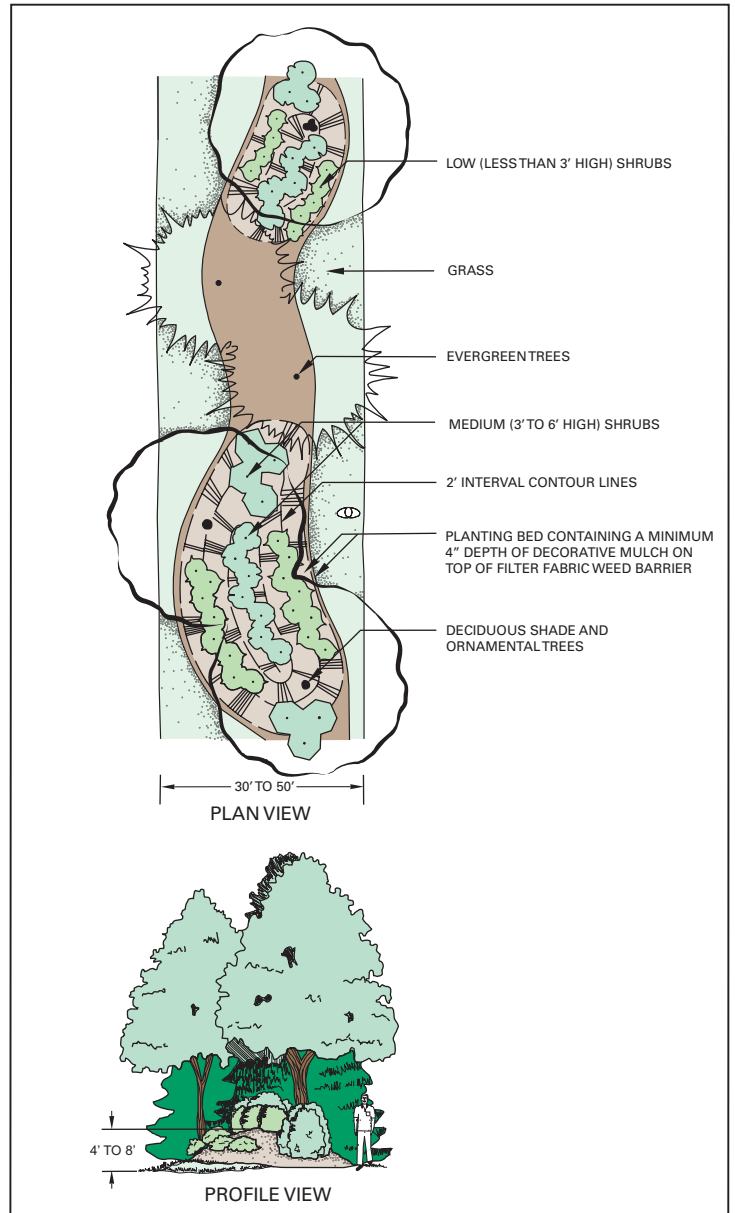 LOW (LESS THAN 3' HIGH) SHRUBS
GRASS
EVERGREEN TREES
MEDIUM (3' TO 6' HIGH) SHRUBS
2' INTERVAL CONTOUR LINES
PLANTING BED CONTAINING A MINIMUM
4" DEPTH OF DECORATIVE MULCH ON
TOP OF FILTER FABRIC WEED BARRIER
DECIDUOUS SHADE AND
ORNAMENTAL TREES
30' TO 50'
PLAN VIEW
4' TO 8'
PROFILE VIEW